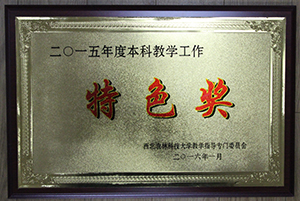 二〇一五年度本科教学工作
特色奖
西北农林科技大学教学指导专门委员会
二〇一六年一月